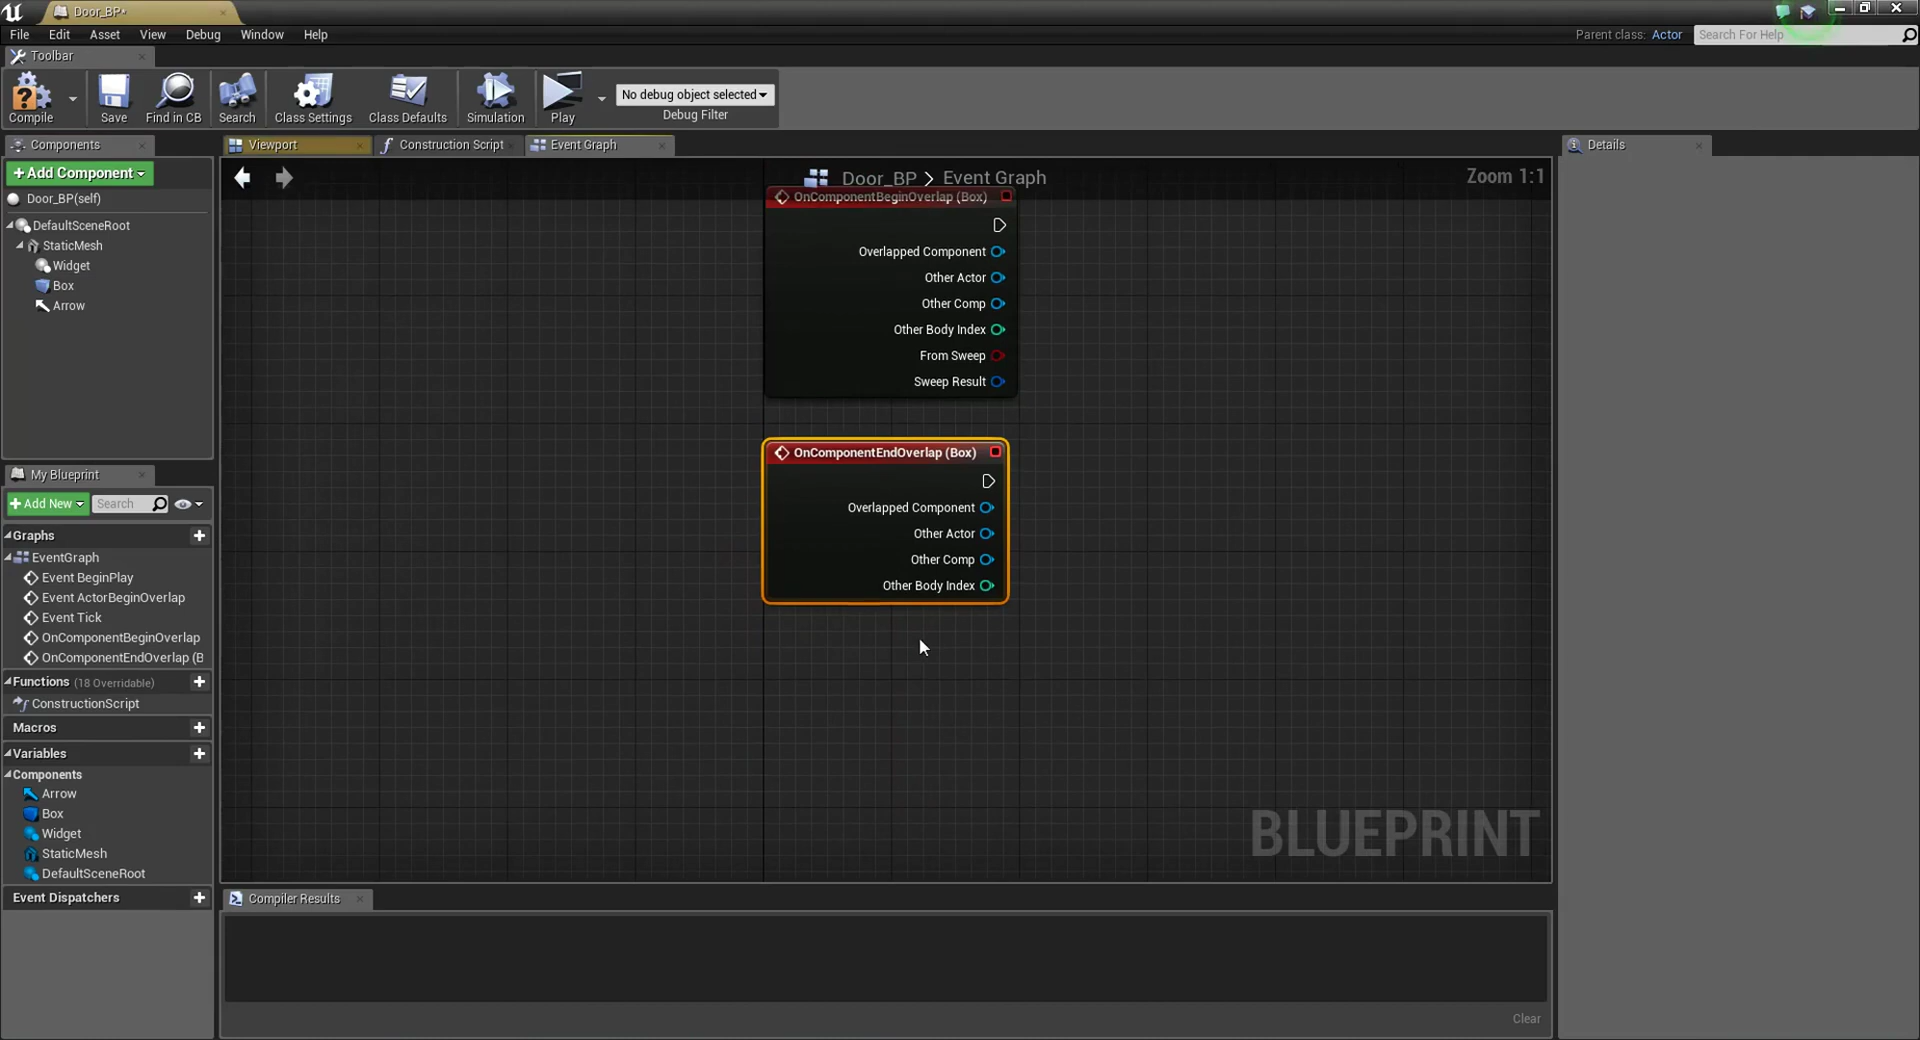 Door_BP*
File Edit Asset View Debug Window Help
Parent class: Actor
Search For Help
Toolbar
Compile
Save
Find in CB
Search
Class Settings
Class Defaults
Simulation
Play
No debug object selected
Debug Filter
Components
Add Component
Door_BP(self)
DefaultSceneRoot
StaticMesh
Widget
Box
Arrow
My Blueprint
Add New
Search
Graphs
EventGraph
Event BeginPlay
Event ActorBeginOverlap
Event Tick
OnComponentBeginOverlap
OnComponentEndOverlap (B
Functions (18 Overridable)
ConstructionScript
Macros
Variables
Components
Arrow
Box
Widget
StaticMesh
DefaultSceneRoot
Event Dispatchers
Viewport
Construction Script
Event Graph
Door_BP > Event Graph
Zoom 1:1
OnComponentBeginOverlap (Box)
Overlapped Component
Other Actor
Other Comp
Other Body Index
From Sweep
Sweep Result
OnComponentEndOverlap (Box)
Overlapped Component
Other Actor
Other Comp
Other Body Index
BLUEPRINT
Compiler Results
Clear
Details